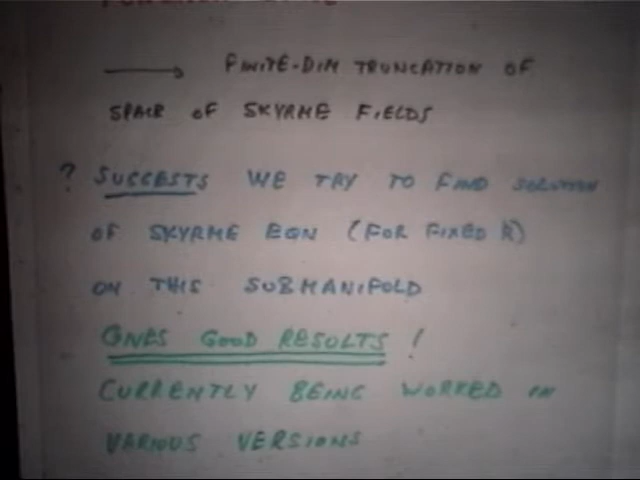 → FINITE-DIM TRUNCATION OF
SPACE OF SKYRME FIELDS
? SUGGESTS WE TRY TO FIND SOLUTION
OF SKYRME EQN (FOR FIXED k)
ON THIS SUBMANIFOLD
GIVES GOOD RESULTS !
CURRENTLY BEING WORKED ON
VARIOUS VERSIONS